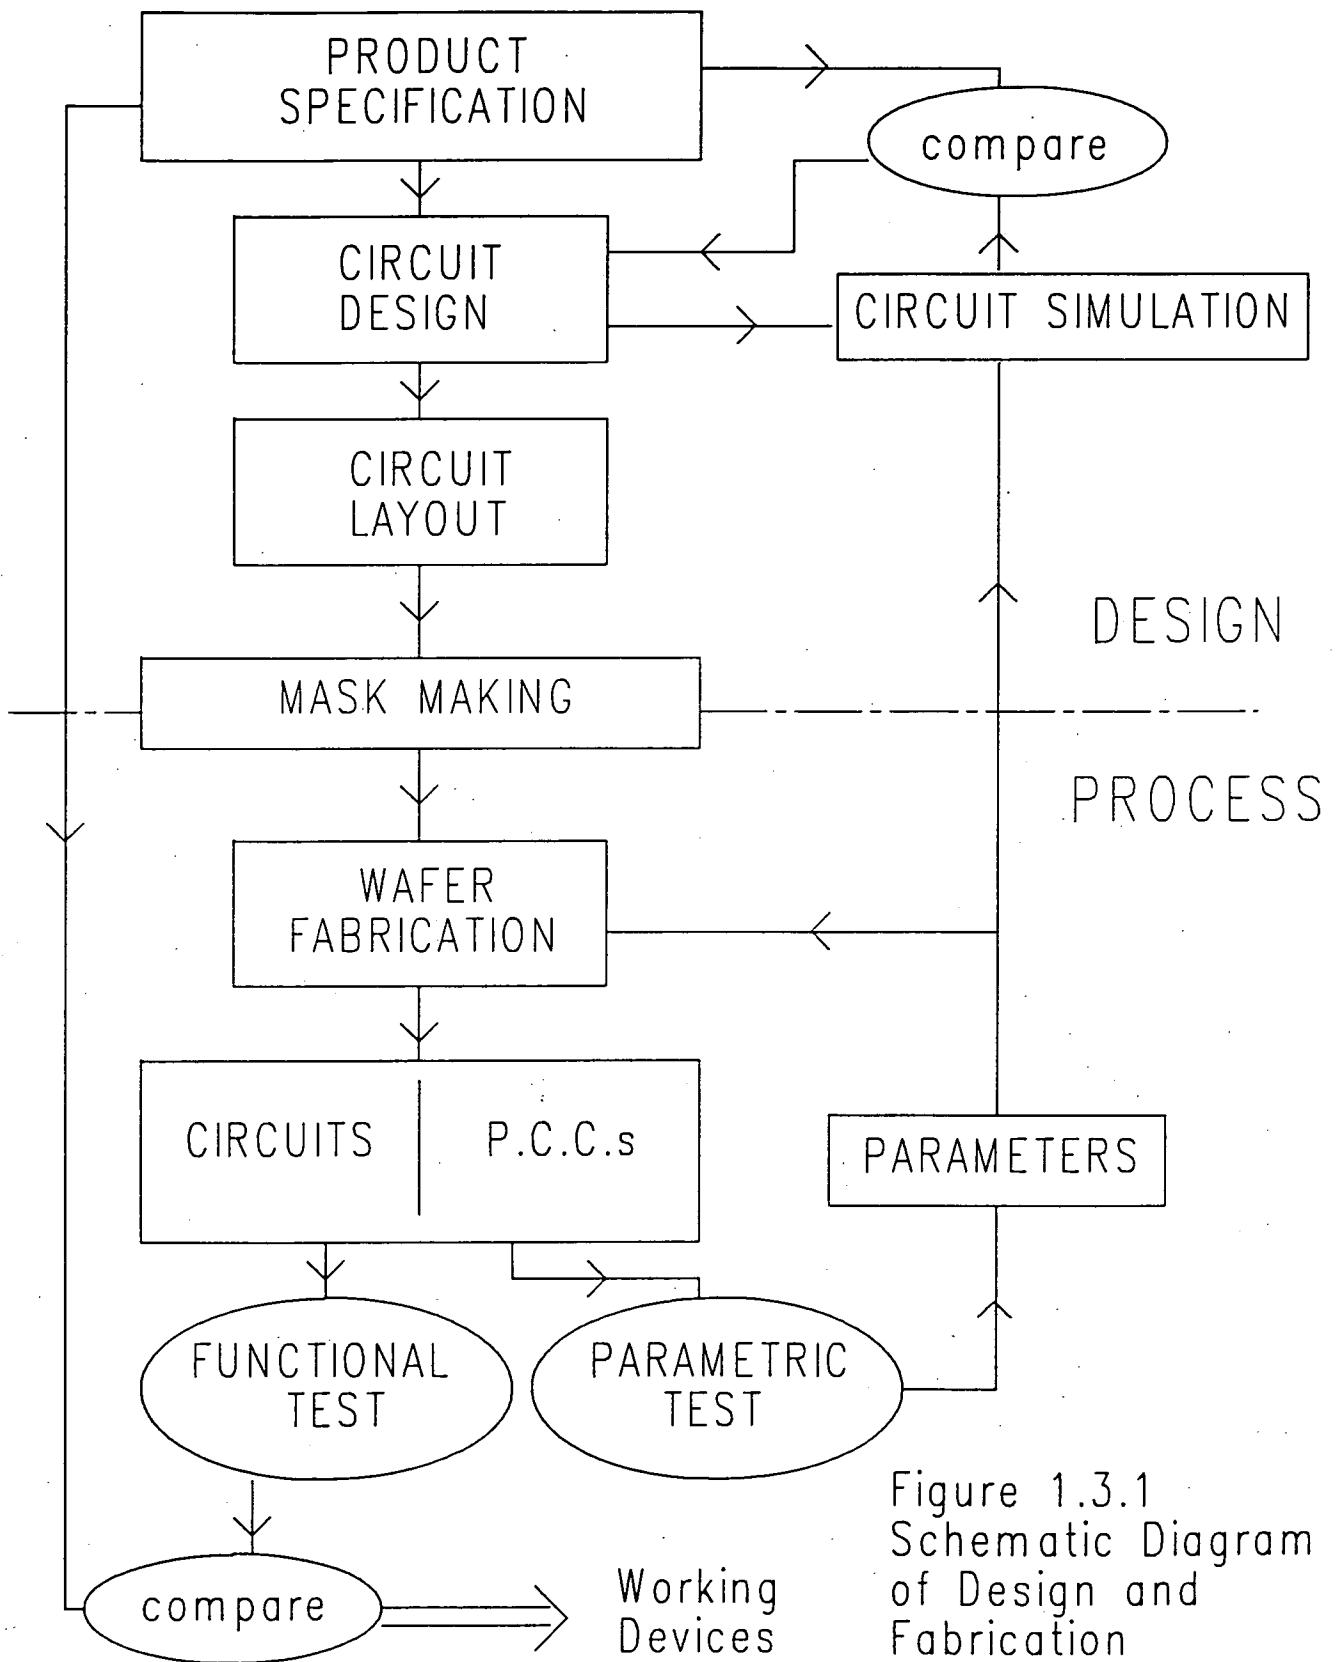 PRODUCT
SPECIFICATION
compare
CIRCUIT
DESIGN
CIRCUIT SIMULATION
CIRCUIT
LAYOUT
DESIGN
MASK MAKING
PROCESS
WAFER
FABRICATION
CIRCUITS
P.C.C.s
PARAMETERS
FUNCTIONAL
TEST
PARAMETRIC
TEST
compare
Working
Devices
Figure 1.3.1
Schematic Diagram
of Design and
Fabrication